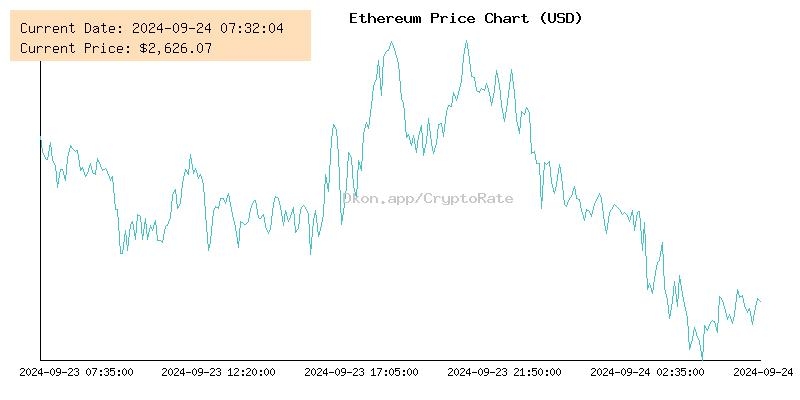 Ethereum Price Chart (USD)
Current Date: 2024-09-24 07:32:04
Current Price: $2,626.07
Okon.app/CryptoRate
2024-09-23 07:35:00 2024-09-23 12:20:00 2024-09-23 17:05:00 2024-09-23 21:50:00 2024-09-24 02:35:00 2024-09-24